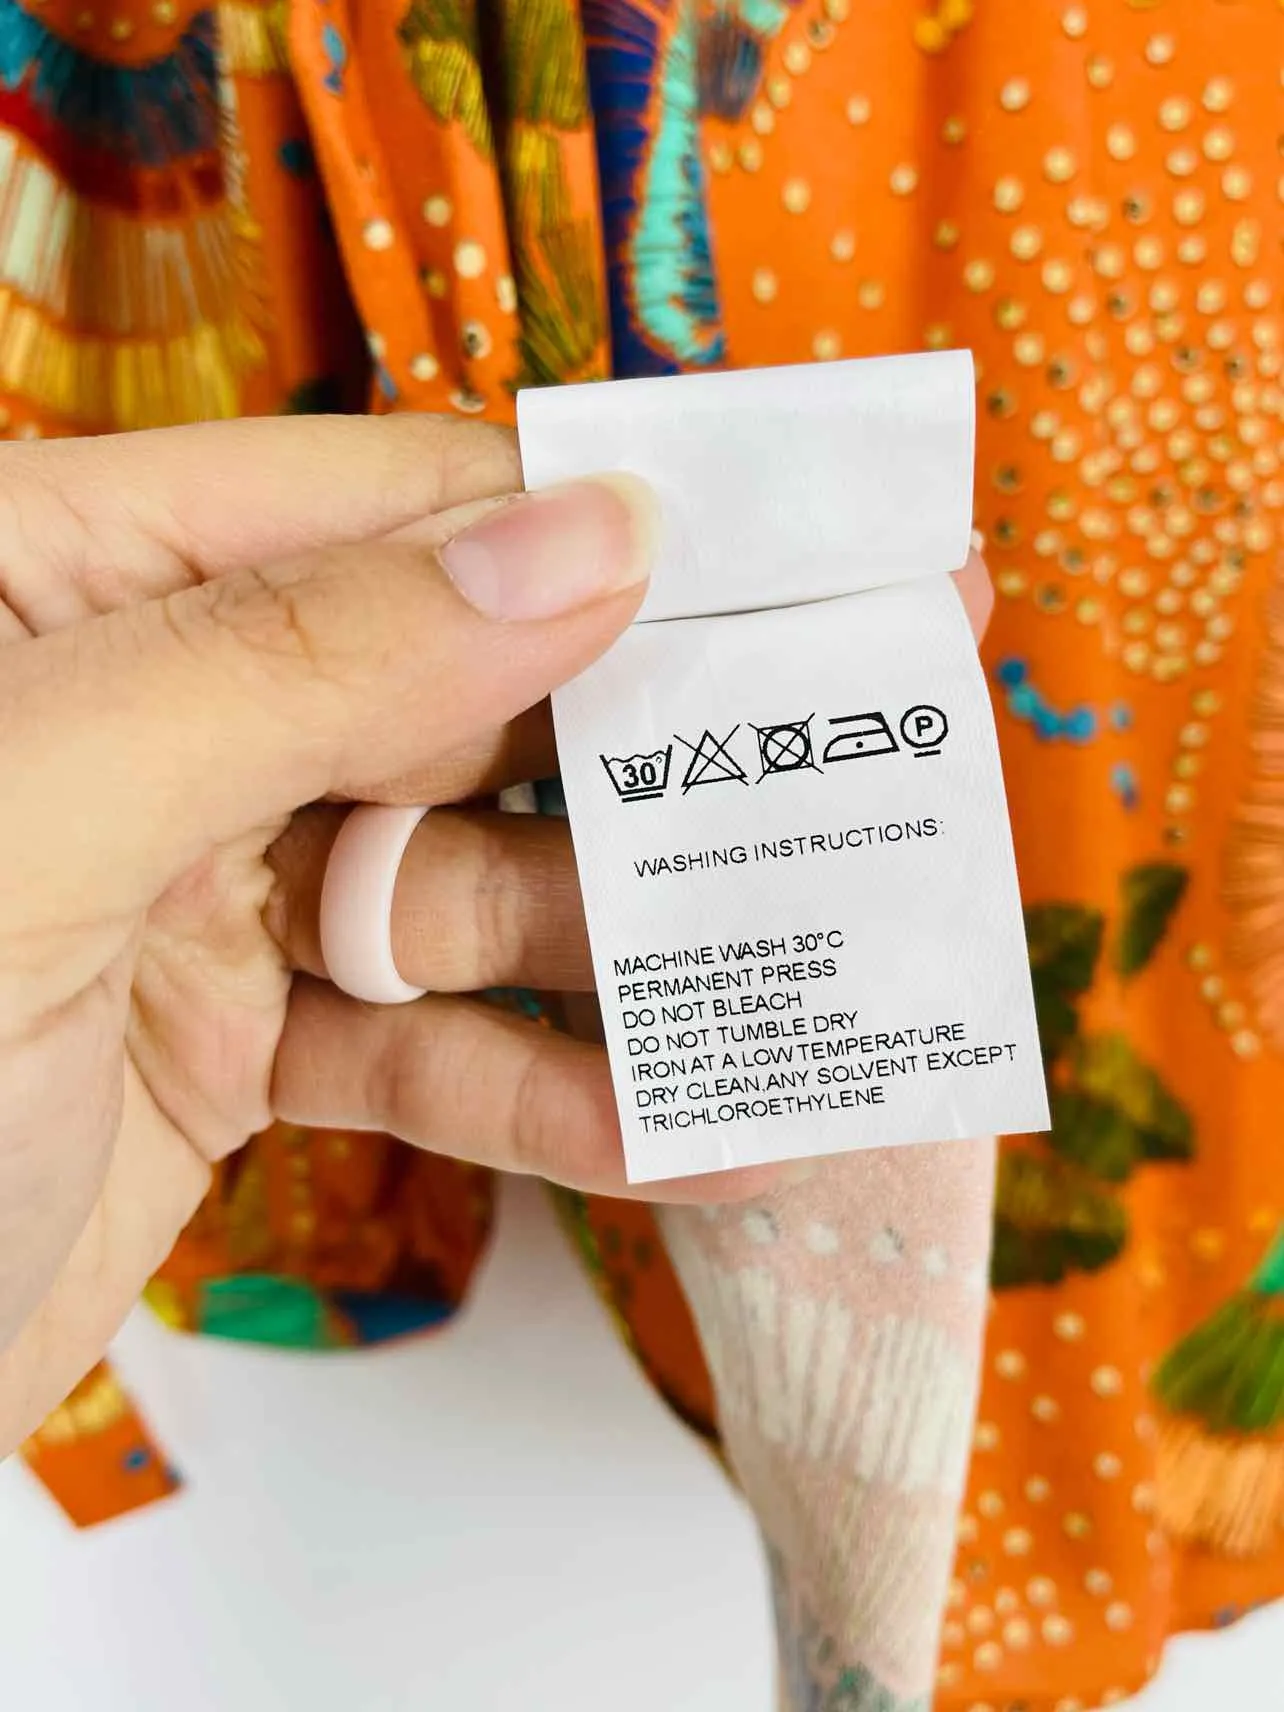 30°
P
WASHING INSTRUCTIONS:
MACHINE WASH 30°C
PERMANENT PRESS
DO NOT BLEACH
DO NOT TUMBLE DRY
IRON AT A LOW TEMPERATURE
DRY CLEAN,ANY SOLVENT EXCEPT
TRICHLOROETHYLENE